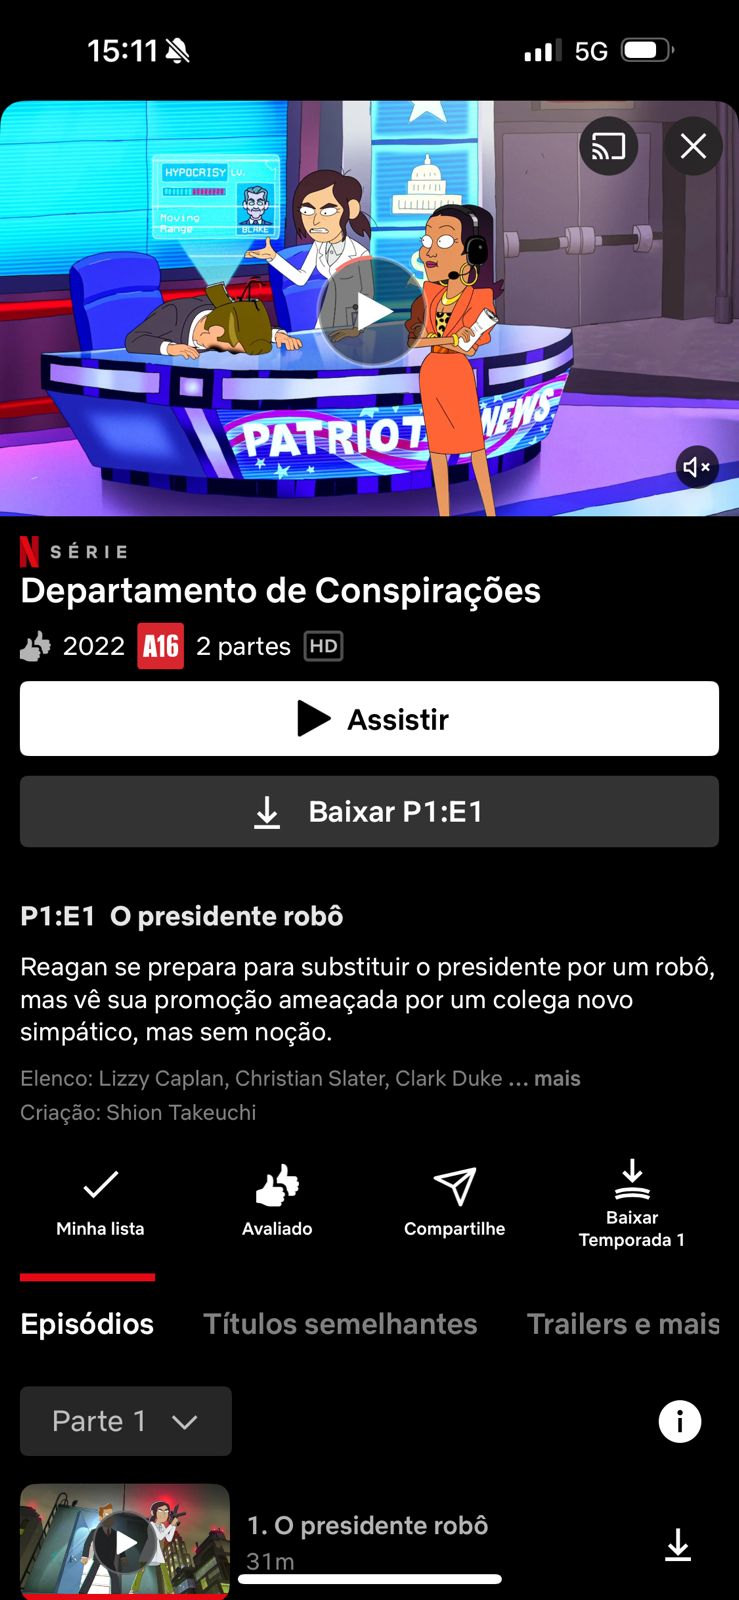 15:11
5G
HYPOCRISY Lv.
Moving
Range
BLAKE
PATRIOT NEWS
N SÉRIE
Departamento de Conspirações
2022 A16 2 partes HD
Assistir
Baixar P1:E1
P1:E1 O presidente robô
Reagan se prepara para substituir o presidente por um robô,
mas vê sua promoção ameaçada por um colega novo
simpático, mas sem noção.
Elenco: Lizzy Caplan, Christian Slater, Clark Duke ... mais
Criação: Shion Takeuchi
Minha lista
Avaliado
Compartilhe
Baixar
Temporada 1
Episódios
Títulos semelhantes
Trailers e mais
Parte 1
1. O presidente robô
31m